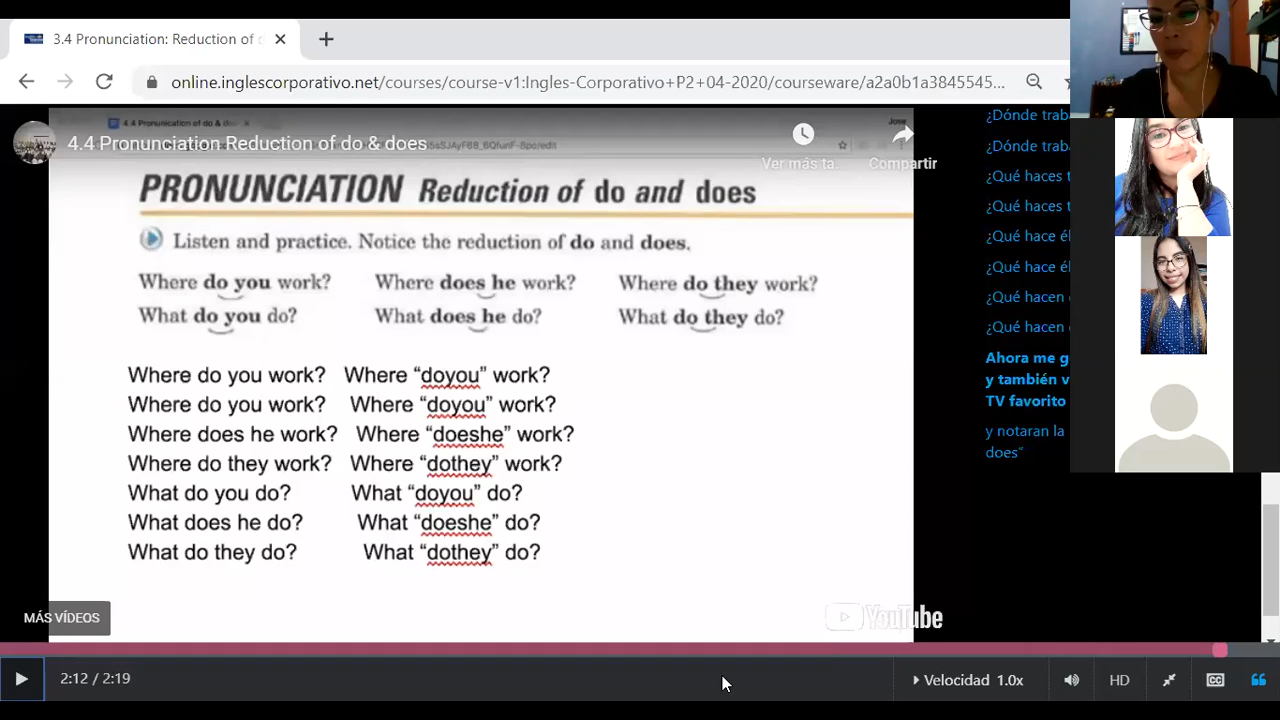 3.4 Pronunciation: Reduction of d
online.inglescorporativo.net/courses/course-v1:Ingles-Corporativo+P2+04-2020/courseware/a2a0b1a3845545...
4.4 Pronunciation Reduction of do & does
Ver más ta...
Compartir
PRONUNCIATION Reduction of do and does
Listen and practice. Notice the reduction of do and does.
Where do you work? Where does he work? Where do they work?
What do you do? What does he do? What do they do?
Where do you work? Where “doyou” work?
Where do you work? Where “doyou” work?
Where does he work? Where “doeshe” work?
Where do they work? Where “dothey” work?
What do you do? What “doyou” do?
What does he do? What “doeshe” do?
What do they do? What “dothey” do?
¿Dónde trab
¿Dónde trab
¿Qué haces t
¿Qué haces t
¿Qué hace él
¿Qué hace él
¿Qué hacen
¿Qué hacen
Ahora me g
y también v
TV favorito
y notaran la
does“
MÁS VÍDEOS
YouTube
2:12 / 2:19
Velocidad 1.0x
HD
CC